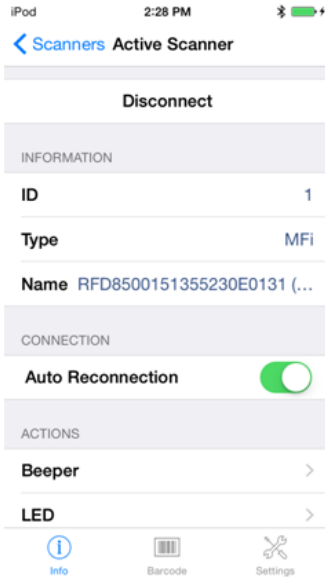 iPod 2:28 PM
Scanners Active Scanner
Disconnect
INFORMATION
ID 1
Type MFi
Name RFD8500151355230E0131 (...
CONNECTION
Auto Reconnection
ACTIONS
Beeper
LED
Info Barcode Settings